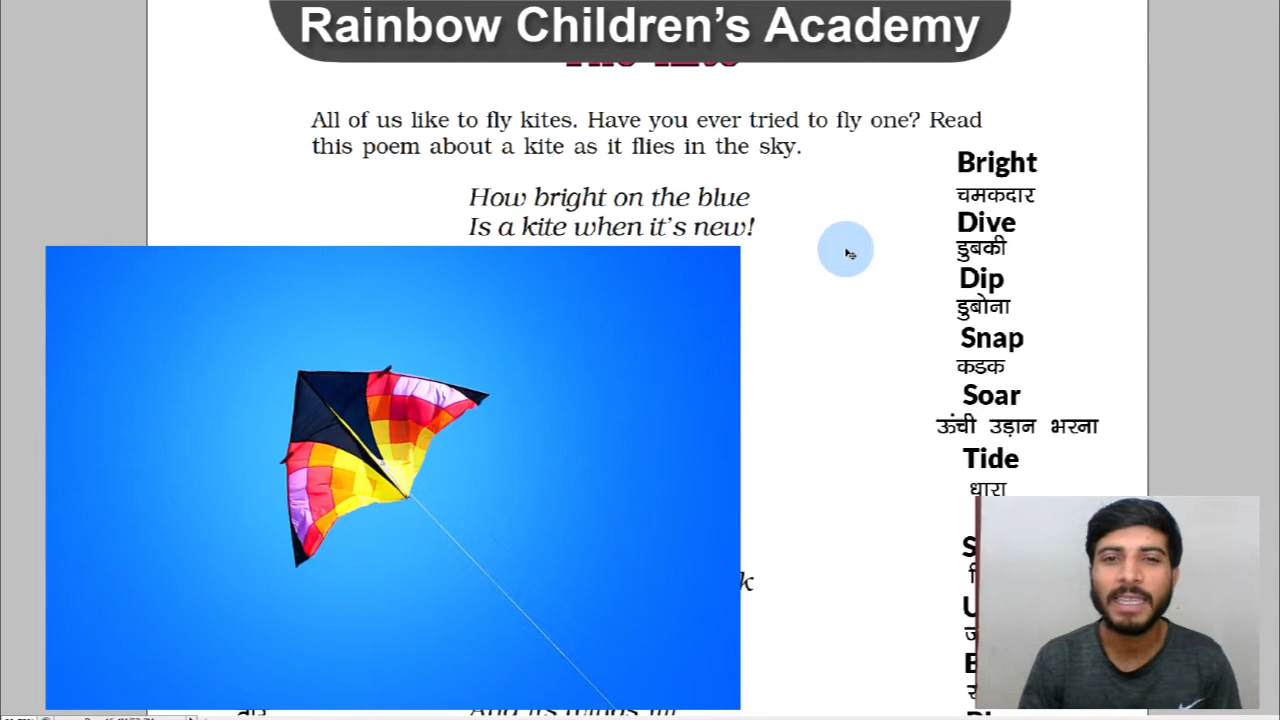 Rainbow Children's Academy
All of us like to fly kites. Have you ever tried to fly one? Read
this poem about a kite as it flies in the sky.
How bright on the blue
Is a kite when it's new!
Bright
चमकदार
Dive
डुबकी
Dip
डुबोना
Snap
कडक
Soar
ऊंची उड़ान भरना
Tide
धारा